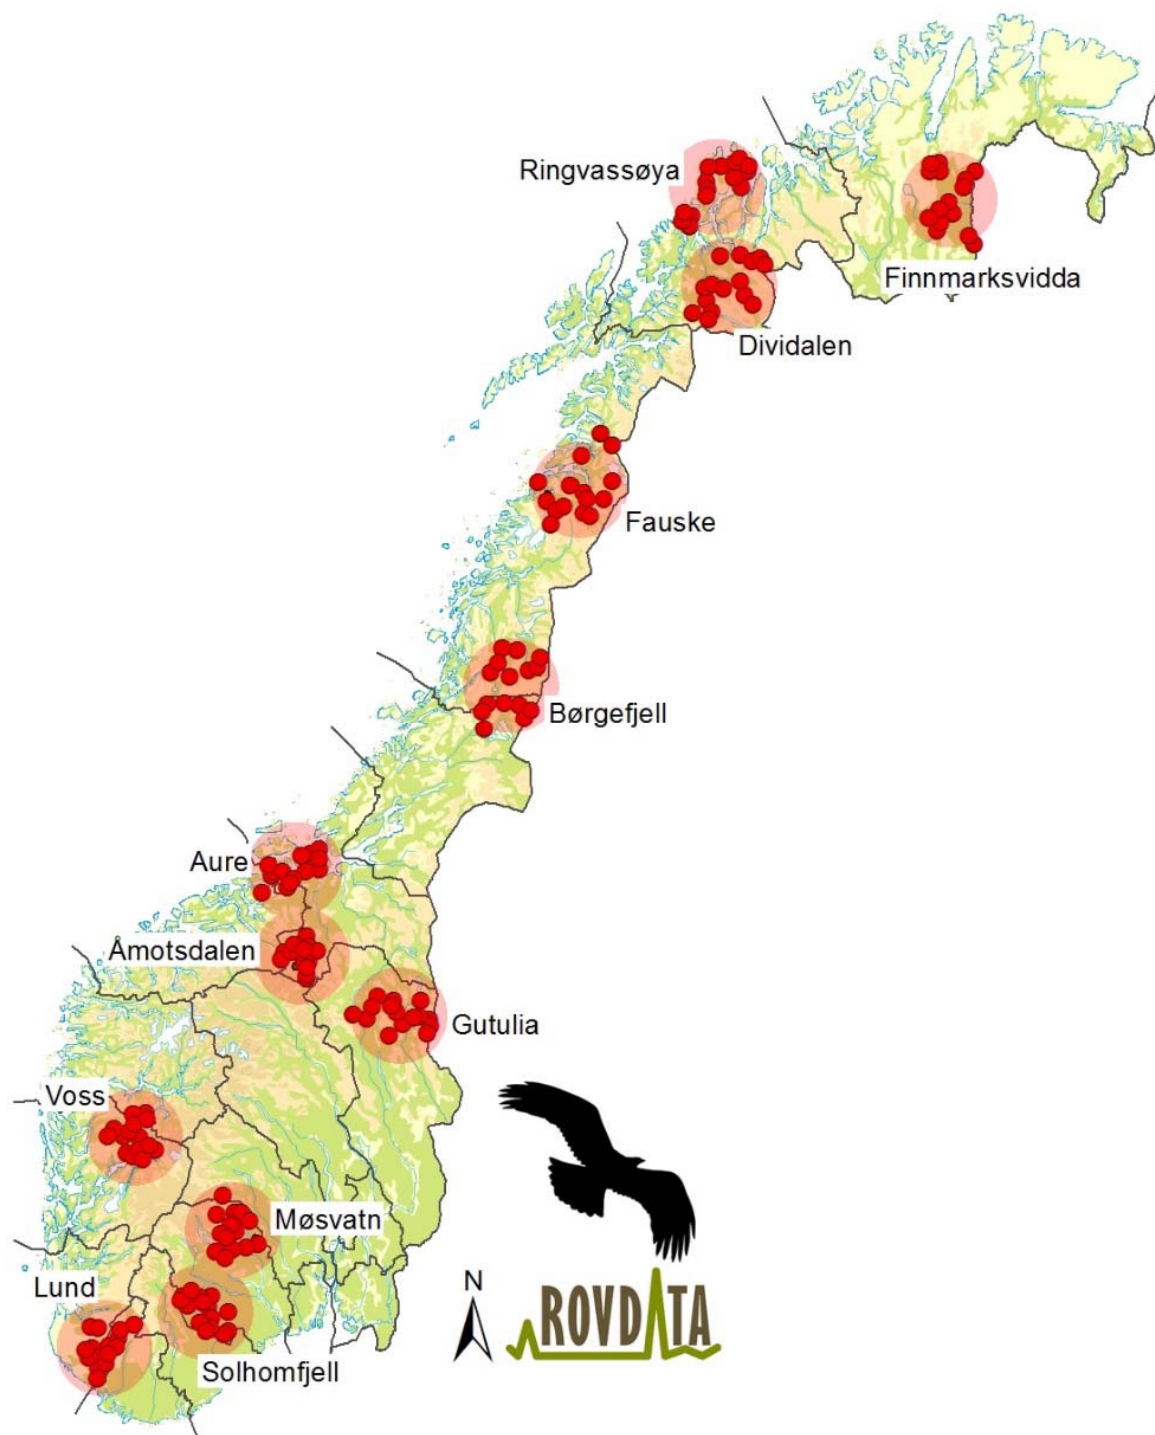 Ringvassøya
Finnmarksvidda
Dividalen
Fauske
Børgefjell
Aure
Åmotsdalen
Gutulia
Voss
Møsvatn
Lund
N
ROVDATA
Solhomfjell